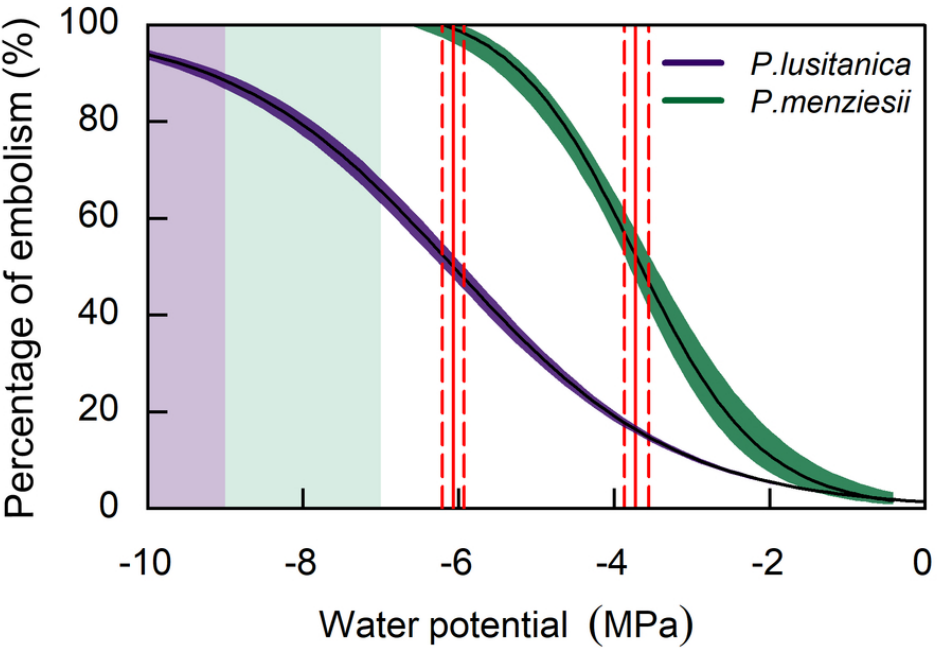 Percentage of embolism (%)
100
80
60
40
20
0
P.lusitanica
P.menziesii
-10 -8 -6 -4 -2 0
Water potential (MPa)